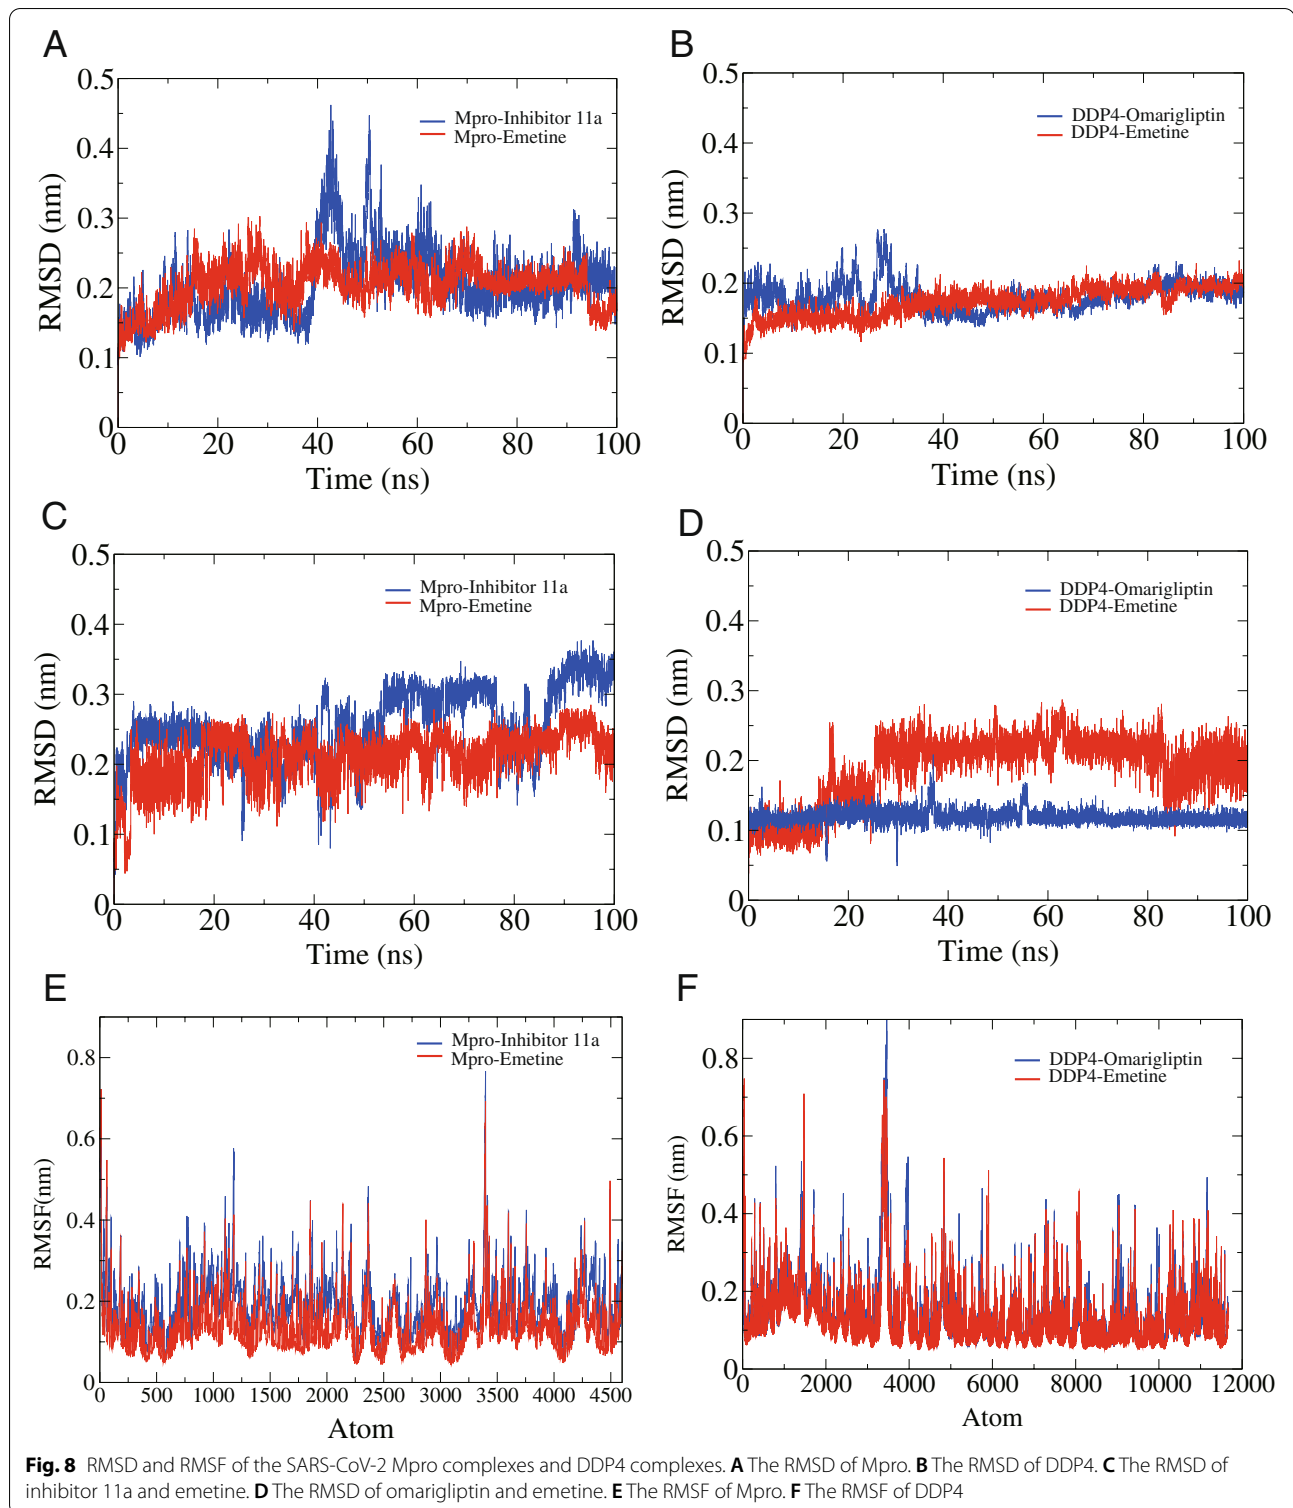 A
0.5
0.4
0.3
0.2
0.1
0
RMSD (nm)
Mpro-Inhibitor 11a
Mpro-Emetine
0 20 40 60 80 100
Time (ns)
B
0.5
0.4
0.3
0.2
0.1
0
RMSD (nm)
DDP4-Omarigliptin
DDP4-Emetine
0 20 40 60 80 100
Time (ns)
C
0.5
0.4
0.3
0.2
0.1
0
RMSD (nm)
Mpro-Inhibitor 11a
Mpro-Emetine
0 20 40 60 80 100
Time (ns)
D
0.5
0.4
0.3
0.2
0.1
0
RMSD (nm)
DDP4-Omarigliptin
DDP4-Emetine
0 20 40 60 80 100
Time (ns)
E
0.8
0.6
0.4
0.2
0
RMSF(nm)
Mpro-Inhibitor 11a
Mpro-Emetine
0 500 1000 1500 2000 2500 3000 3500 4000 4500
Atom
F
0.8
0.6
0.4
0.2
0
RMSF (nm)
DDP4-Omarigliptin
DDP4-Emetine
0 2000 4000 6000 8000 10000 12000
Atom
Fig. 8 RMSD and RMSF of the SARS-CoV-2 Mpro complexes and DDP4 complexes. A The RMSD of Mpro. B The RMSD of DDP4. C The RMSD of
inhibitor 11a and emetine. D The RMSD of omarigliptin and emetine. E The RMSF of Mpro. F The RMSF of DDP4